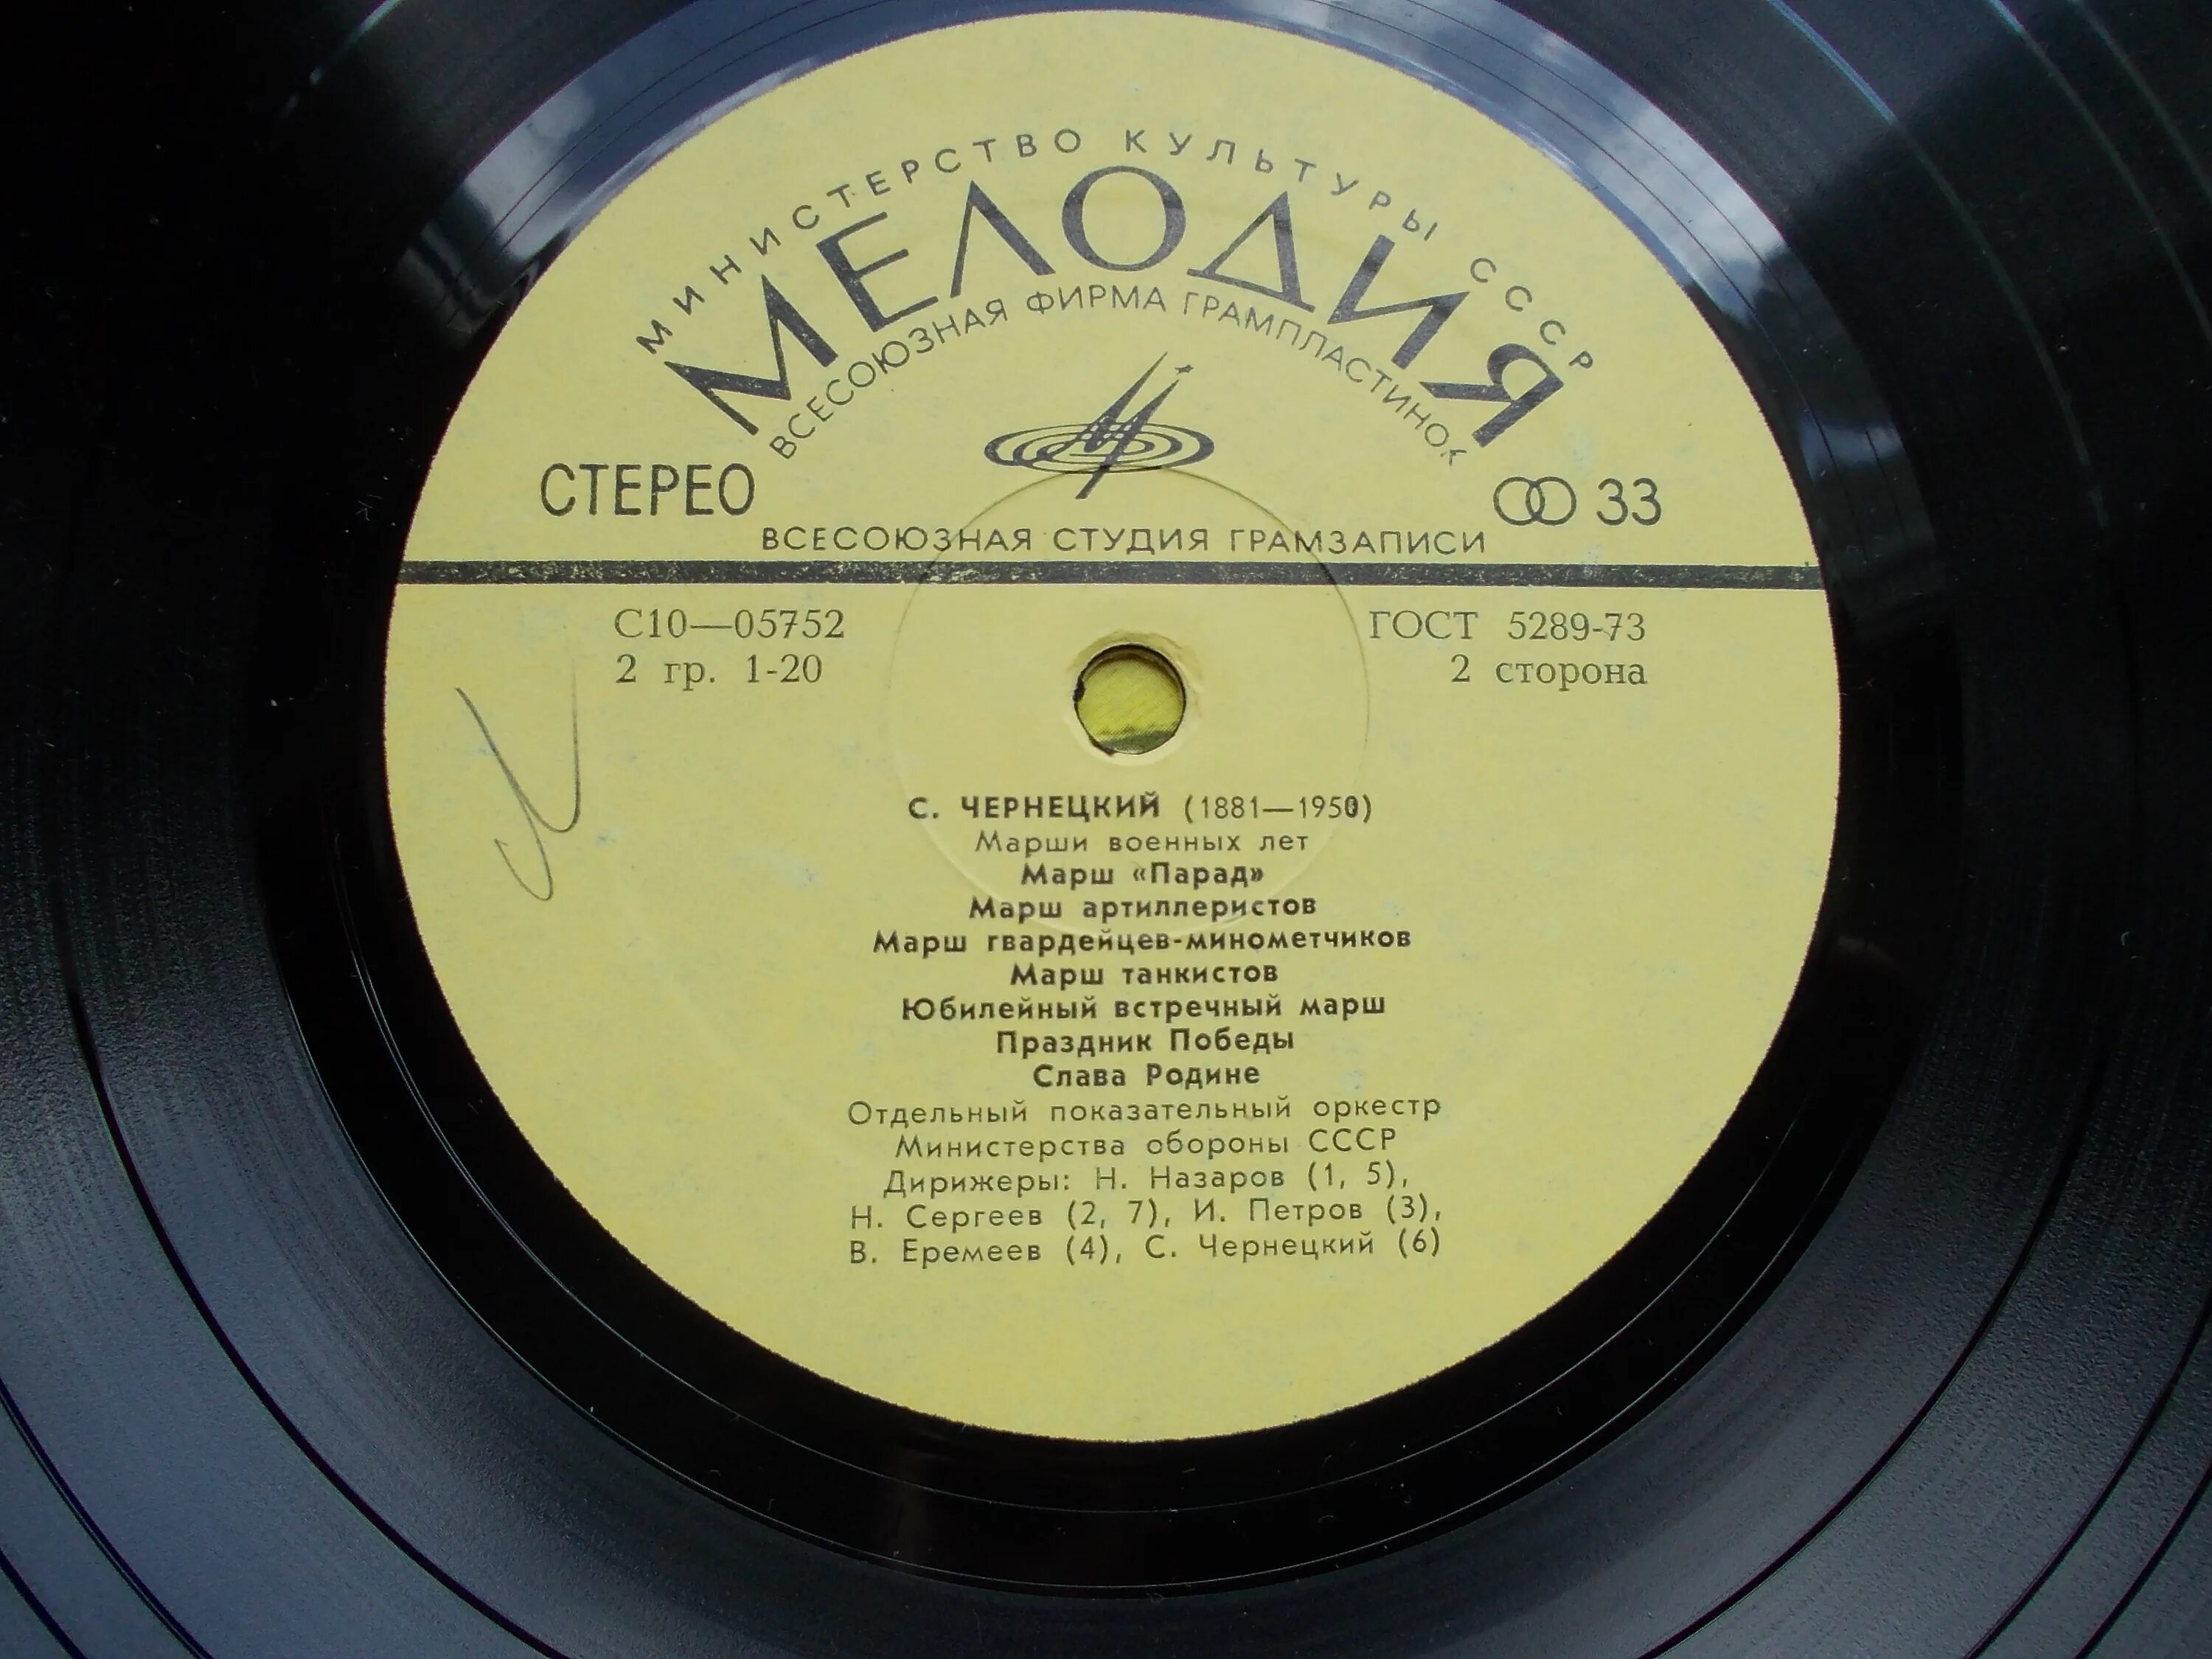 МИНИСТЕРСТВО КУЛЬТУРЫ СССР
МЕЛОДИЯ
ВСЕСОЮЗНАЯ ФИРМА ГРАМПЛАСТИНОК
СТЕРЕО
33
ВСЕСОЮЗНАЯ СТУДИЯ ГРАМЗАПИСИ
С10—05752
ГОСТ 5289-73
2 гр. 1-20
2 сторона
С. ЧЕРНЕЦКИЙ (1881—1950)
Марши военных лет
Марш «Парад»
Марш артиллеристов
Марш гвардейцев-минометчиков
Марш танкистов
Юбилейный встречный марш
Праздник Победы
Слава Родине
Отдельный показательный оркестр
Министерства обороны СССР
Дирижеры: Н. Назаров (1, 5),
Н. Сергеев (2, 7), И. Петров (3),
В. Еремеев (4), С. Чернецкий (6)